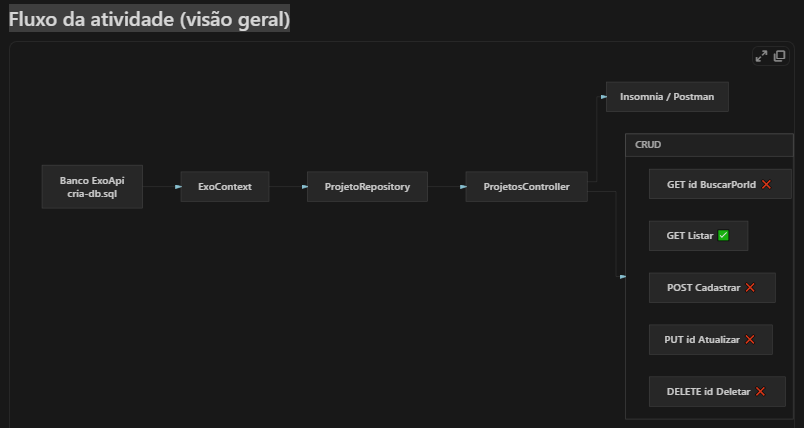 Fluxo da atividade (visão geral)
Insomnia / Postman
CRUD
Banco ExoApi
cria-db.sql
ExoContext
ProjetoRepository
ProjetosController
GET id BuscarPorId ❌
GET Listar ✅
POST Cadastrar ❌
PUT id Atualizar ❌
DELETE id Deletar ❌